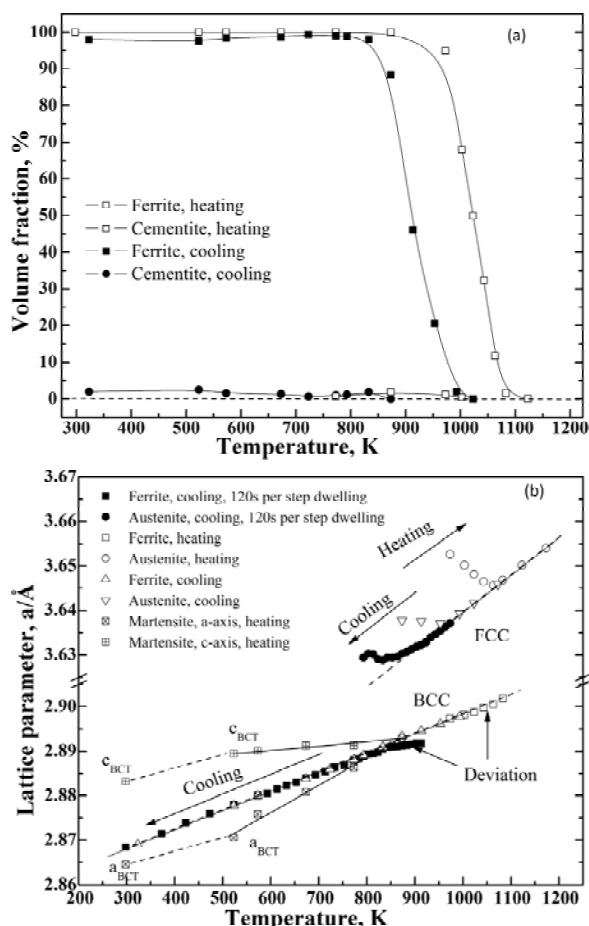 (a)
100
90
80
70
60
50
40
30
20
10
0
Volume fraction, %
Ferrite, heating
Cementite, heating
Ferrite, cooling
Cementite, cooling
300 400 500 600 700 800 900 1000 1100 1200
Temperature, K
(b)
3.67
3.66
3.65
3.64
3.63
2.90
2.89
2.88
2.87
2.86
Lattice parameter, a/Å
Ferrite, cooling, 120s per step dwelling
Austenite, cooling, 120s per step dwelling
Ferrite, heating
Austenite, heating
Ferrite, cooling
Austenite, cooling
Martensite, a-axis, heating
Martensite, c-axis, heating
Heating
Cooling
FCC
BCC
c BCT
c BCT
Cooling
Deviation
a BCT
a BCT
200 300 400 500 600 700 800 900 1000 1100 1200
Temperature, K